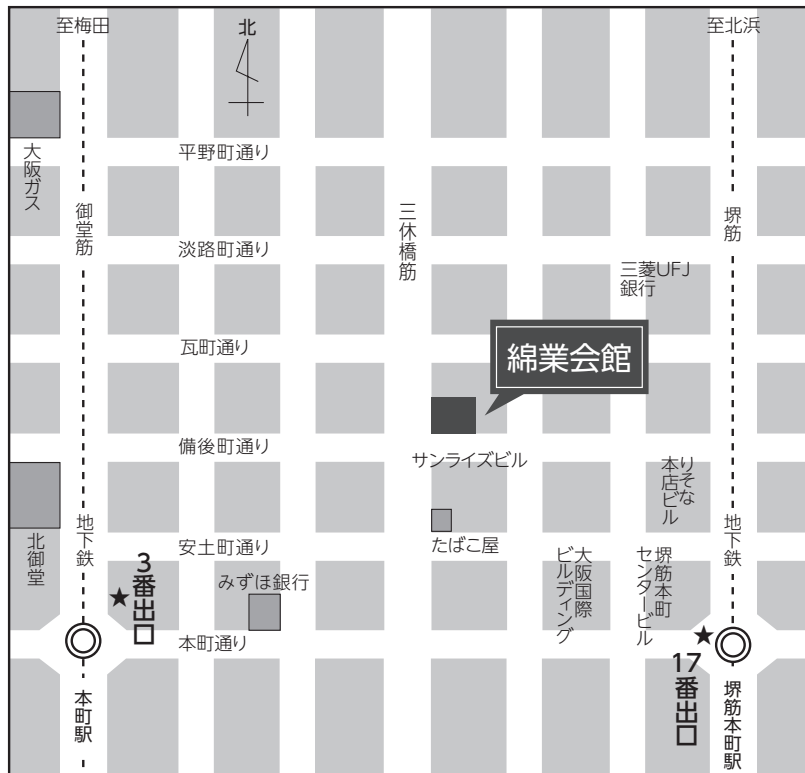 至梅田
北
至北浜
大阪ガス
平野町通り
御堂筋
三休橋筋
堺筋
淡路町通り
三菱UFJ
銀行
瓦町通り
綿業会館
備後町通り
サンライズビル
りそな
本店ビル
北御堂
地下鉄
安土町通り
たばこ屋
地下鉄
3番出口
みずほ銀行
大阪国際
ビルディング
堺筋本町
センタービル
本町通り
17番出口
本町駅
堺筋本町駅